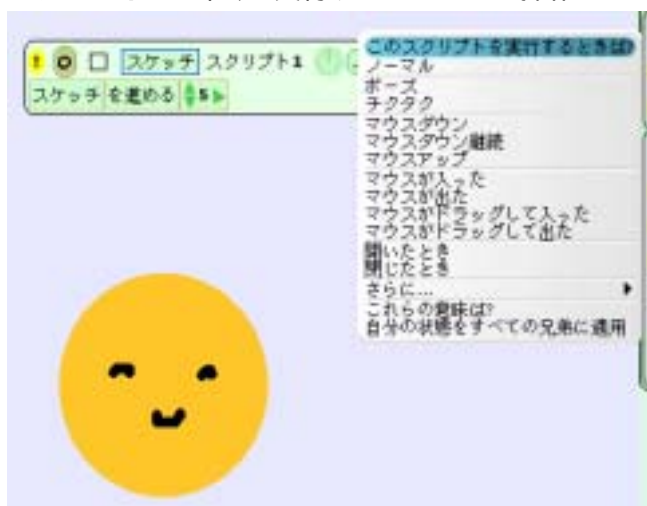 ! スケッチ スクリプト1
スケッチ を進める 5
このスクリプトを実行するときは
ノーマル
ポーズ
チクタク
マウスダウン
マウスダウン継続
マウスアップ
マウスが入った
マウスが出た
マウスがドラッグして入った
マウスがドラッグして出た
開いたとき
閉じたとき
さらに...
これらの意味は?
自分の状態をすべての兄弟に適用